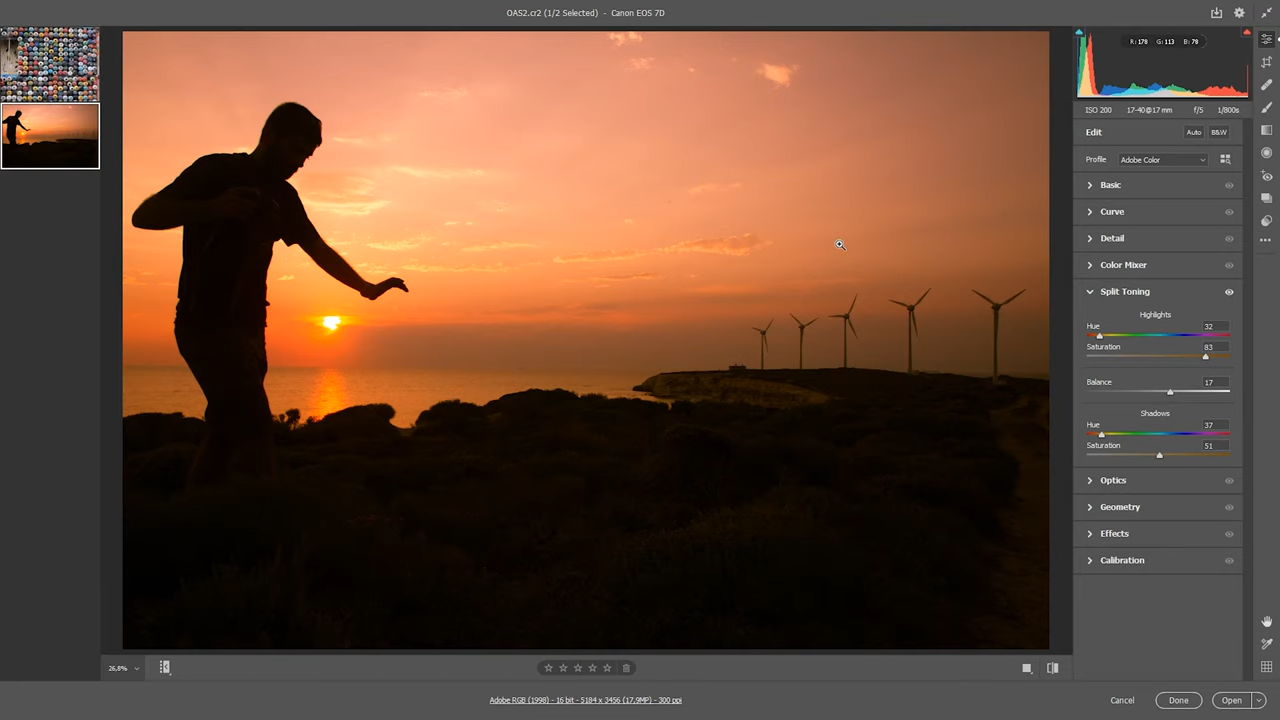 OAS2.cr2 (1/2 Selected) - Canon EOS 7D
R: 178 G: 113 B: 78
ISO 200 17-40@17 mm f/5 1/800s
Edit Auto B&W
Profile Adobe Color
Basic
Curve
Detail
Color Mixer
Split Toning
Highlights
Hue 32
Saturation 83
Balance 17
Shadows
Hue 37
Saturation 51
Optics
Geometry
Effects
Calibration
26,8%
Adobe RGB (1998) - 16 bit - 5184 x 3456 (17,9MP) - 300 ppi
Cancel Done Open